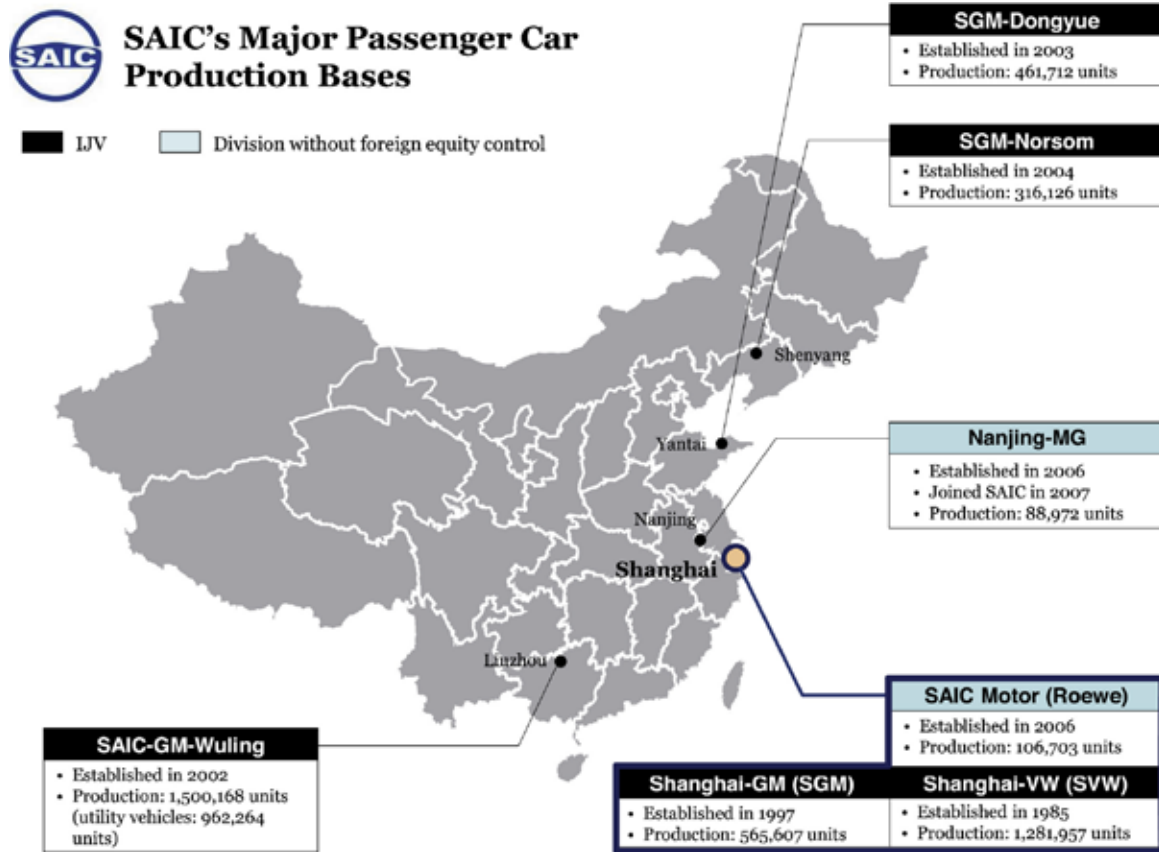 SAIC
SAIC's Major Passenger Car
Production Bases
IJV
Division without foreign equity control
SGM-Dongyue
• Established in 2003
• Production: 461,712 units
SGM-Norsom
• Established in 2004
• Production: 316,126 units
Shenyang
Yantai
Nanjing-MG
• Established in 2006
• Joined SAIC in 2007
• Production: 88,972 units
Nanjing
Shanghai
Liuzhou
SAIC Motor (Roewe)
• Established in 2006
• Production: 106,703 units
SAIC-GM-Wuling
• Established in 2002
• Production: 1,500,168 units
(utility vehicles: 962,264
units)
Shanghai-GM (SGM)
• Established in 1997
• Production: 565,607 units
Shanghai-VW (SVW)
• Established in 1985
• Production: 1,281,957 units